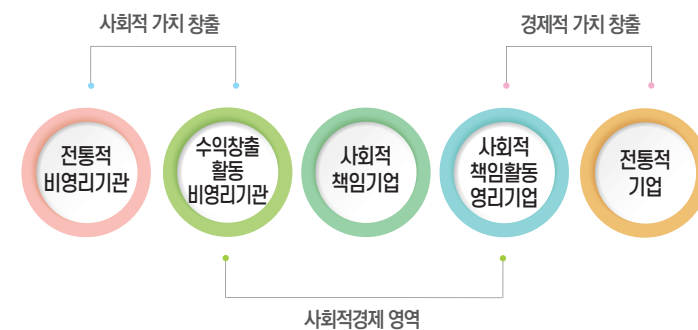 사회적 가치 창출
경제적 가치 창출
전통적
비영리기관
수익창출
활동
비영리기관
사회적
책임기업
사회적
책임활동
영리기업
전통적
기업
사회적경제 영역